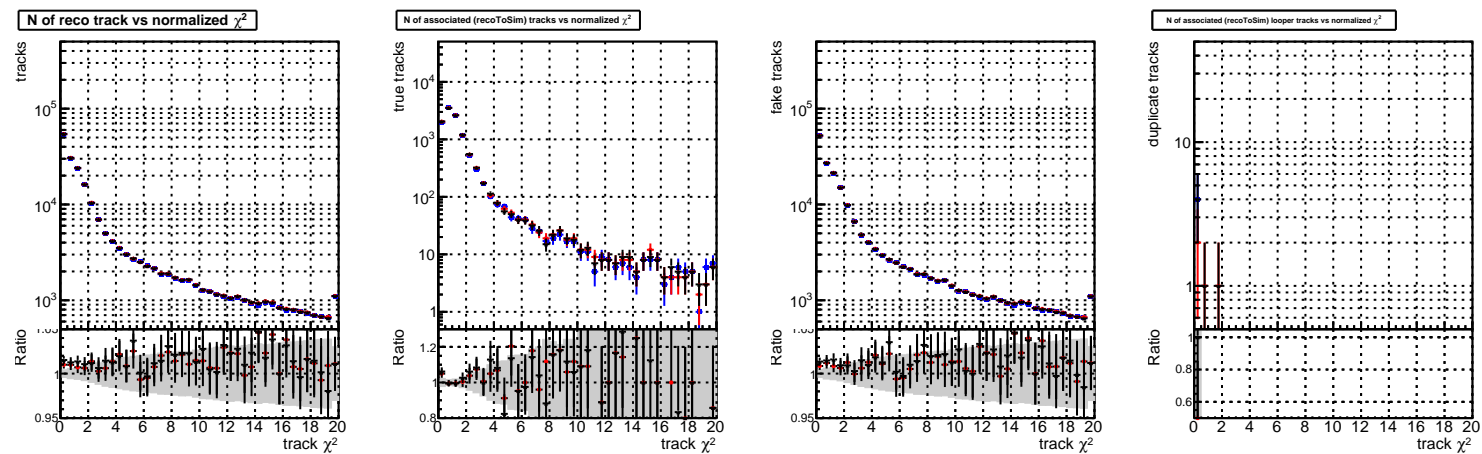 N of reco track vs normalized χ²
tracks
10⁵
10⁴
10³
Ratio
1.05
1
0.95
0 2 4 6 8 10 12 14 16 18 20
track χ²
N of associated (recoToSim) tracks vs normalized χ²
true tracks
10⁴
10³
10²
10
1
Ratio
1.2
1
0.8
0 2 4 6 8 10 12 14 16 18 20
track χ²
fake tracks
10⁵
10⁴
10³
Ratio
1.05
1
0.95
0 2 4 6 8 10 12 14 16 18 20
track χ²
N of associated (recoToSim) looper tracks vs normalized χ²
duplicate tracks
10
1
Ratio
1
0.8
0.6
0 2 4 6 8 10 12 14 16 18 20
track χ²